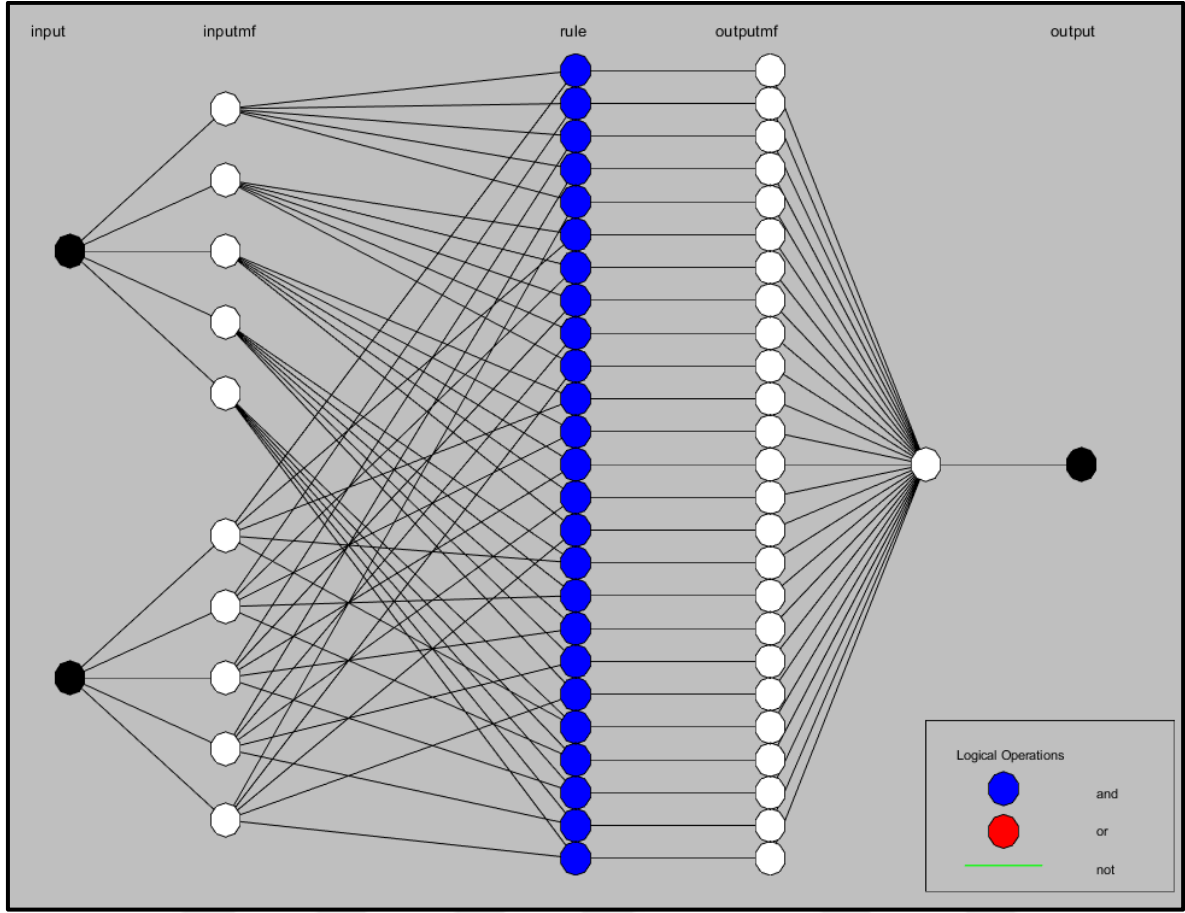 input inputmf rule outputmf output
Logical Operations
and
or
not